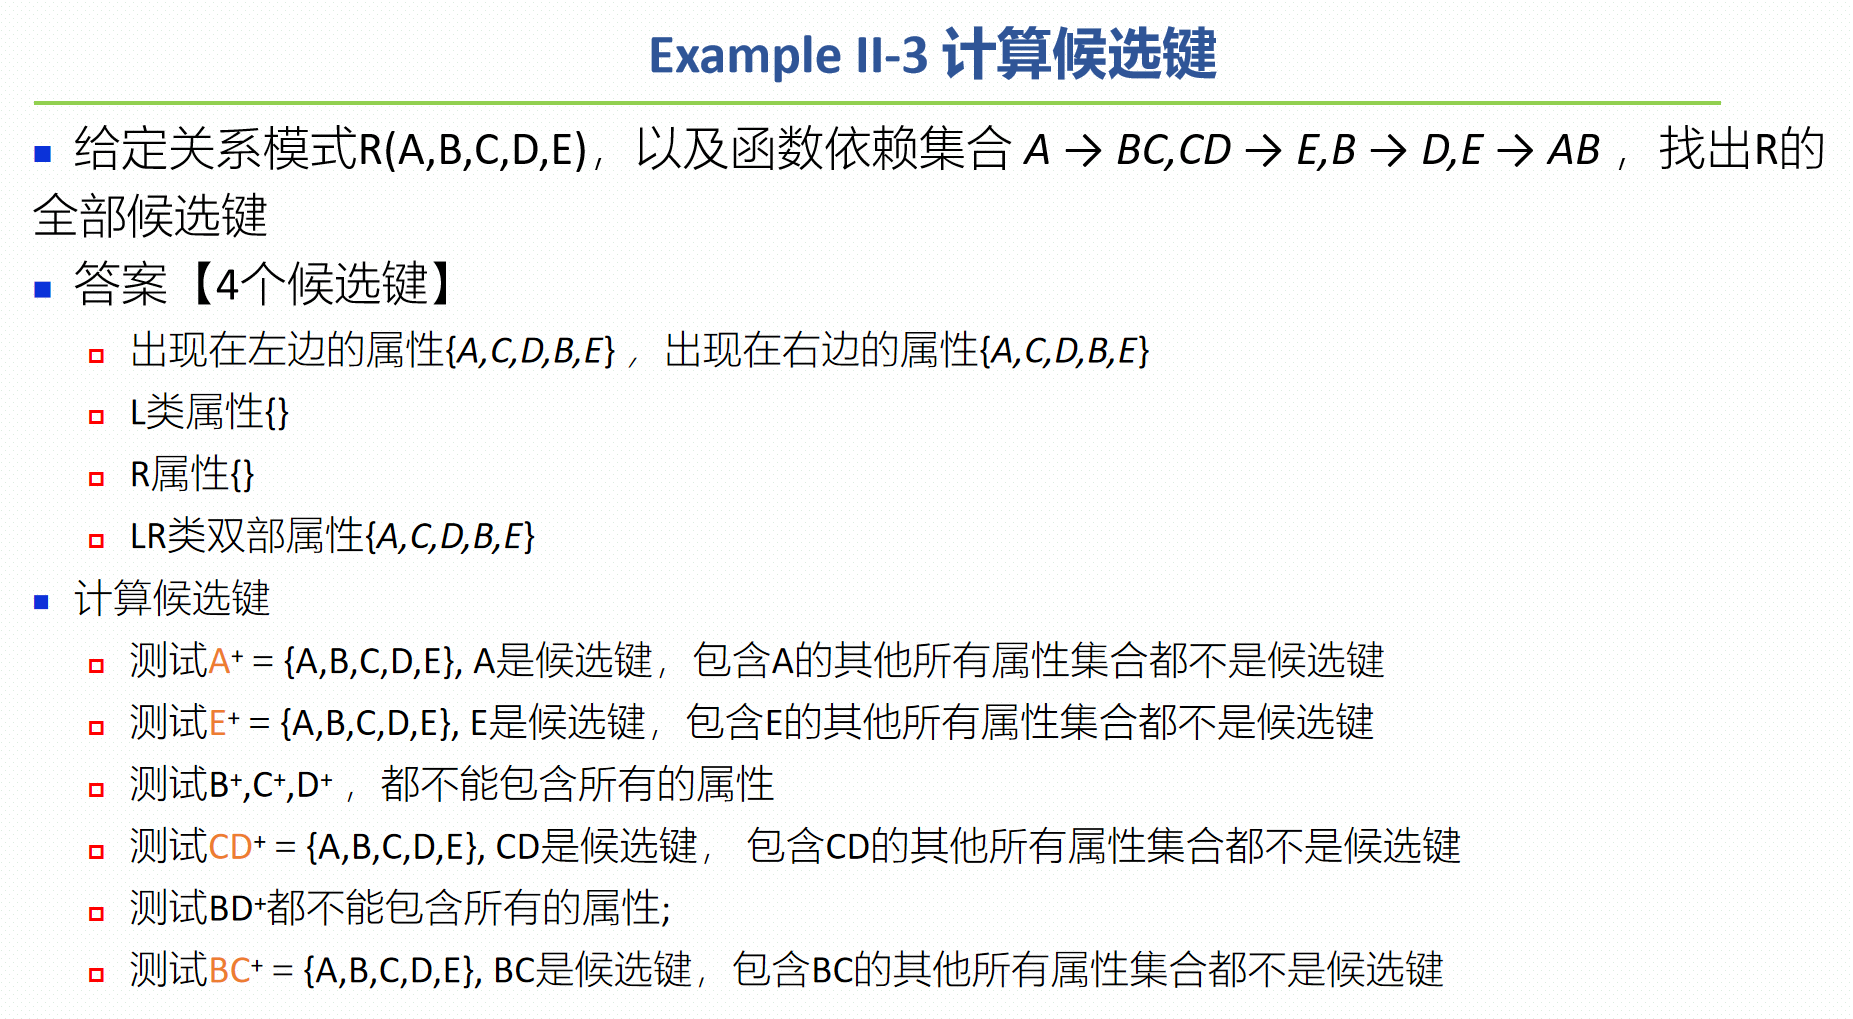 Example II-3 计算候选键
给定关系模式R(A,B,C,D,E)，以及函数依赖集合 A → BC,CD → E,B → D,E → AB ，找出R的
全部候选键
答案【4个候选键】
出现在左边的属性{A,C,D,B,E} ，出现在右边的属性{A,C,D,B,E}
L类属性{}
R属性{}
LR类双部属性{A,C,D,B,E}
计算候选键
测试A⁺ = {A,B,C,D,E}, A是候选键，包含A的其他所有属性集合都不是候选键
测试E⁺ = {A,B,C,D,E}, E是候选键，包含E的其他所有属性集合都不是候选键
测试B⁺,C⁺,D⁺ ，都不能包含所有的属性
测试CD⁺ = {A,B,C,D,E}, CD是候选键， 包含CD的其他所有属性集合都不是候选键
测试BD⁺都不能包含所有的属性;
测试BC⁺ = {A,B,C,D,E}, BC是候选键，包含BC的其他所有属性集合都不是候选键